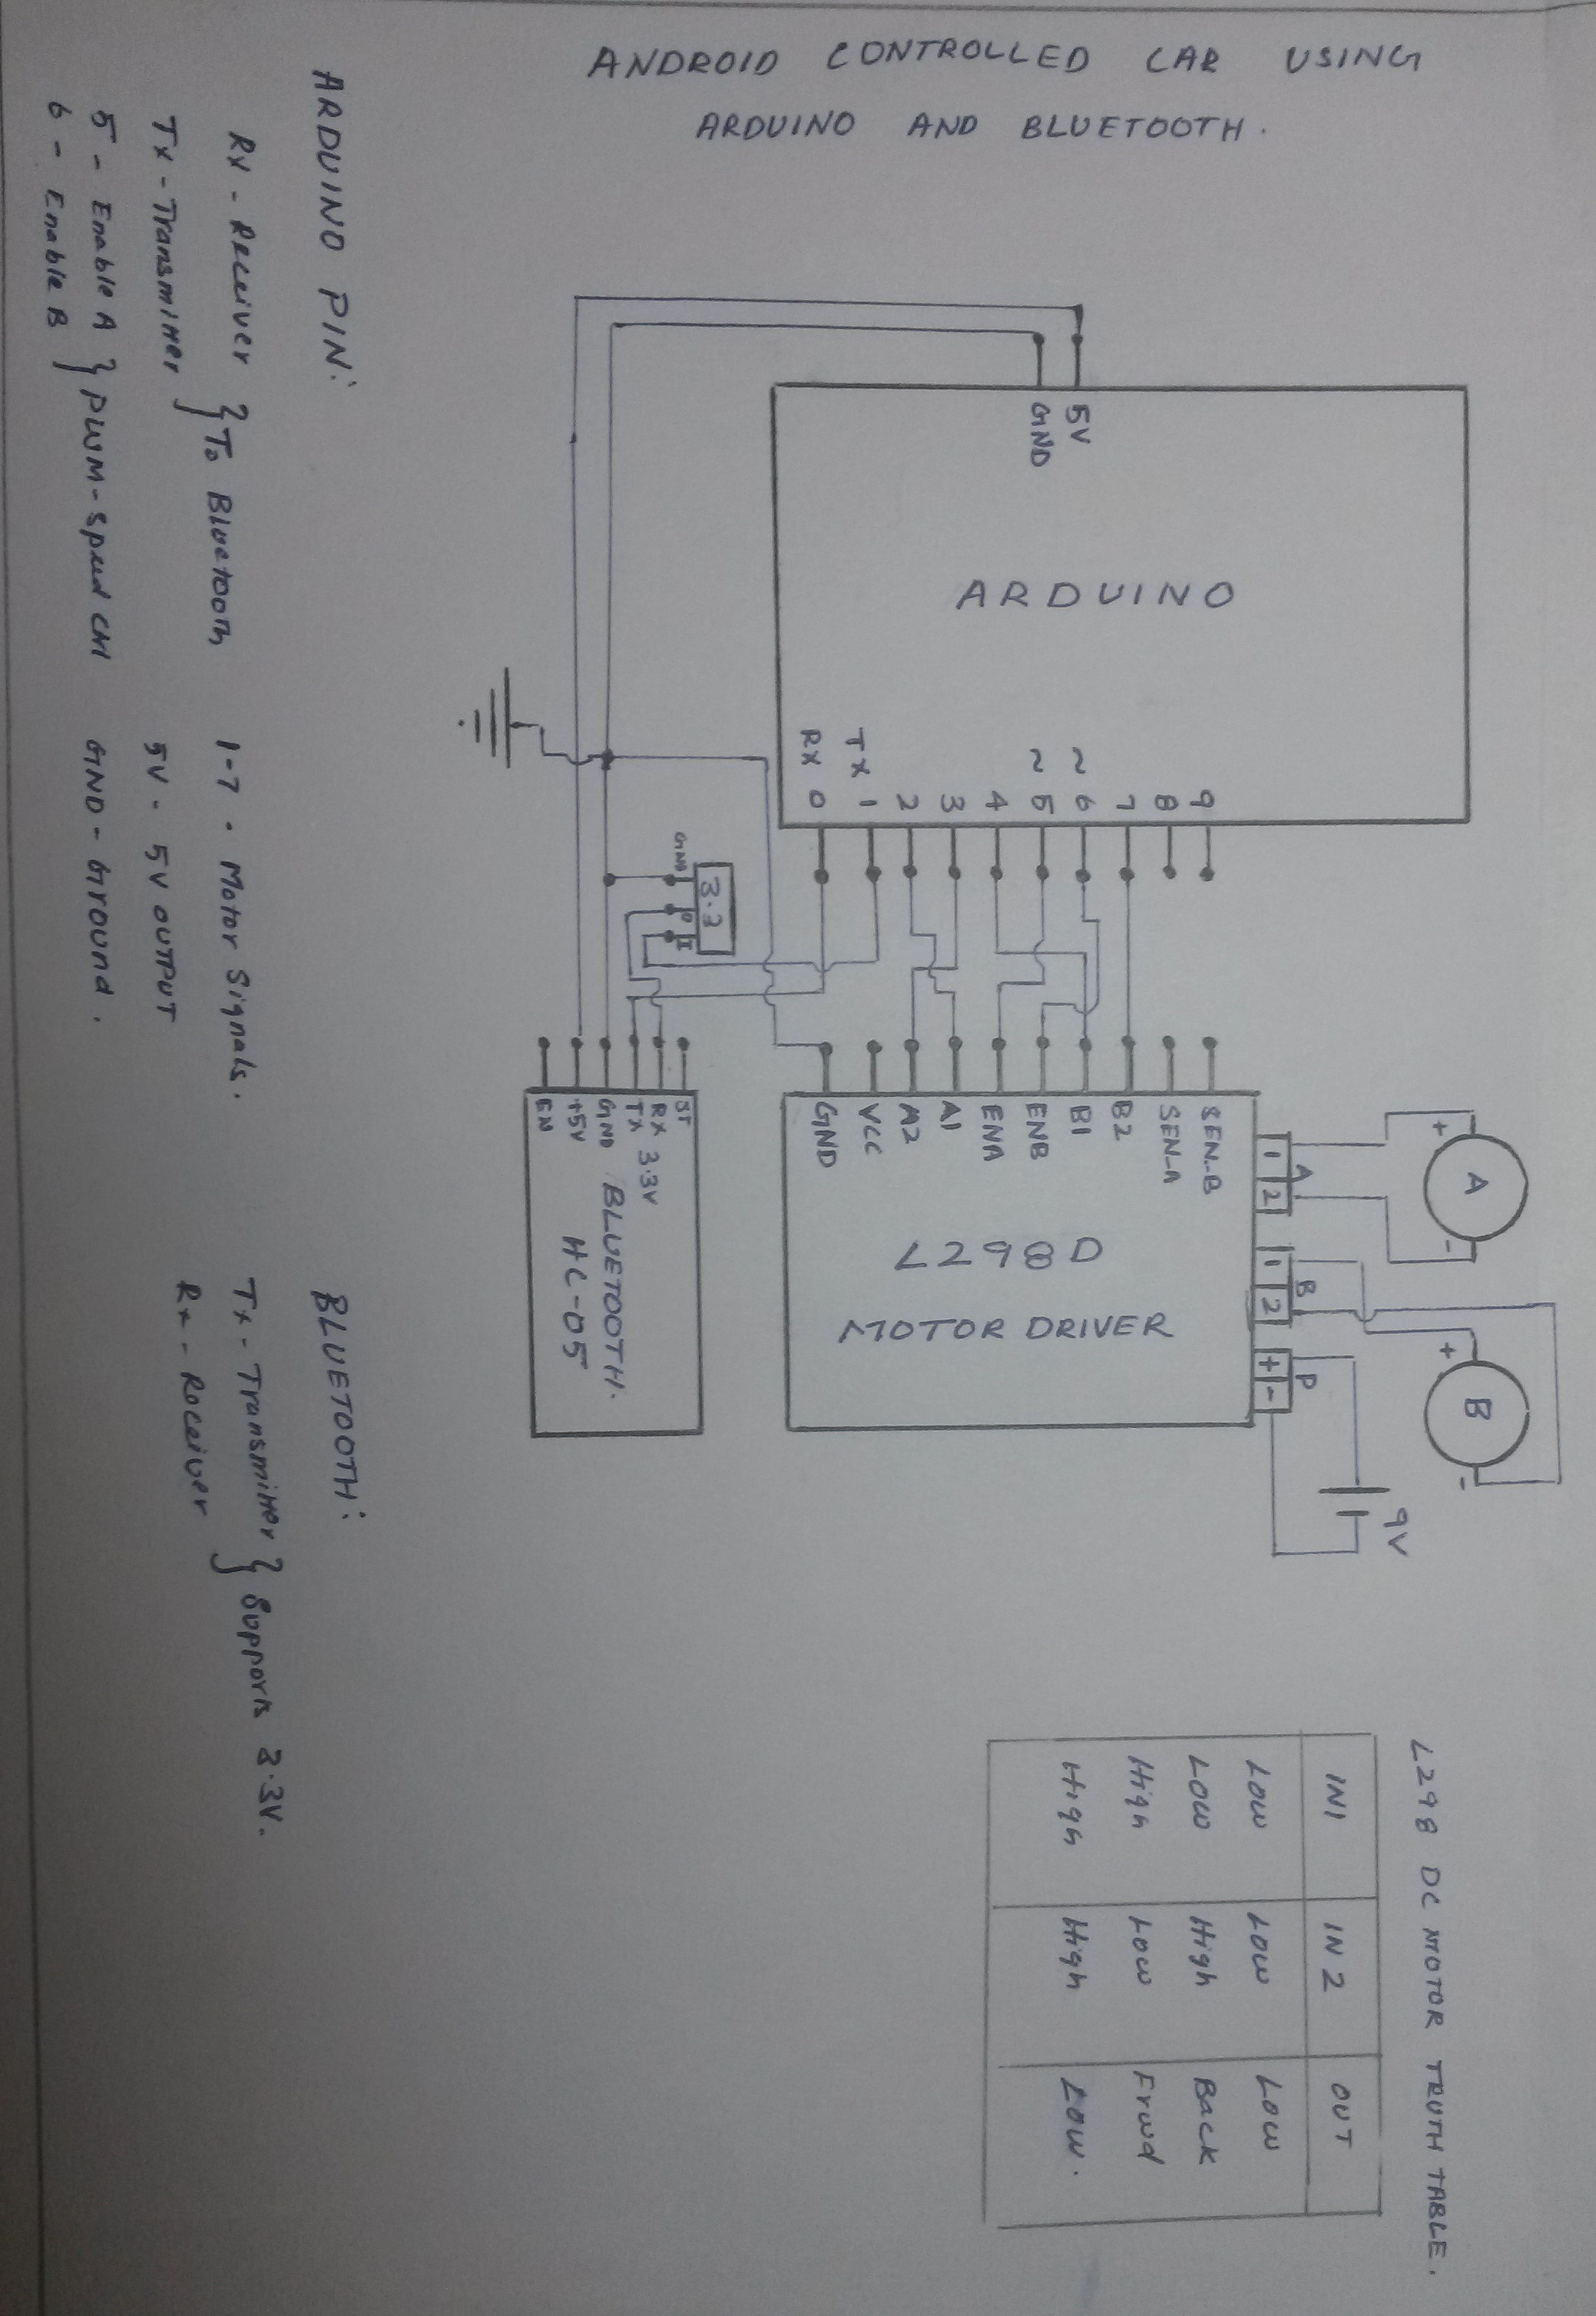 ANDROID CONTROLLED CAR USING
ARDUINO AND BLUETOOTH.
L298 DC MOTOR TRUTH TABLE.
IN1 IN2 OUT
LOW LOW LOW
LOW High Back
High LOW Frwd
High High LOW.
A
+
-
B
+
-
9V
A
1 2
B
1 2
P
+ -
5V
GND
ARDUINO
9
8
7
~ 6
~ 5
4
3
2
TX 1
RX 0
SEN_B
SEN_A
B2
B1
ENB
ENA
A1
A2
VCC
GND
L298D
MOTOR DRIVER
3.3
GND O I
ST
RX 3.3V
TX
GND
+5V
EN
BLUETOOTH.
HC-05
ARDUINO PIN:
RX - Receiver
TX - Transmitter
} To Bluetooth
5 - Enable A
6 - Enable B
} PWM - Speed Ctrl
1-7 - Motor Signals.
5V - 5V OUTPUT
GND - Ground.
BLUETOOTH:
Tx - Transmitter
Rx - Receiver
} Supports 3.3V.